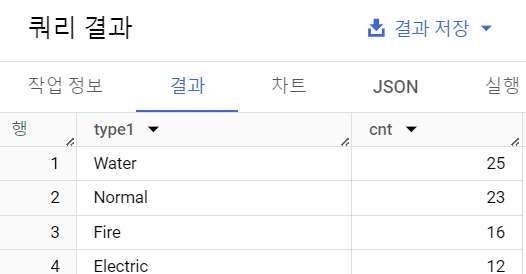 쿼리 결과
결과 저장
작업 정보 결과 차트 JSON 실행
행 type1 cnt
1 Water 25
2 Normal 23
3 Fire 16
4 Electric 12